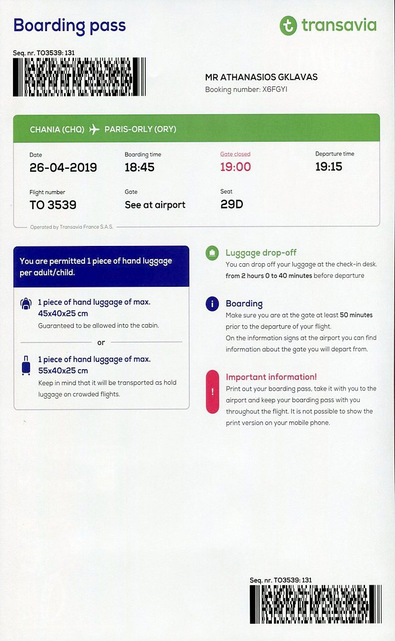 Boarding pass
transavia
Seq. nr. TO3539: 131
MR ATHANASIOS GKLAVAS
Booking number: X6FGYI
CHANIA (CHQ) PARIS-ORLY (ORY)
Date Boarding time Gate closed Departure time
26-04-2019 18:45 19:00 19:15
Flight number Gate Seat
TO 3539 See at airport 29D
Operated by Transavia France S.A.S.
You are permitted 1 piece of hand luggage
per adult/child.
1 piece of hand luggage of max.
45x40x25 cm
Guaranteed to be allowed into the cabin.
or
1 piece of hand luggage of max.
55x40x25 cm
Keep in mind that it will be transported as hold
luggage on crowded flights.
Luggage drop-off
You can drop off your luggage at the check-in desk.
from 2 hours 0 to 40 minutes before departure
Boarding
Make sure you are at the gate at least 50 minutes
prior to the departure of your flight.
On the information signs at the airport you can find
information about the gate you will depart from.
Important information!
Print out your boarding pass, take it with you to the
airport and keep your boarding pass with you
throughout the flight. It is not possible to show the
print version on your mobile phone.
Seq. nr. TO3539: 131